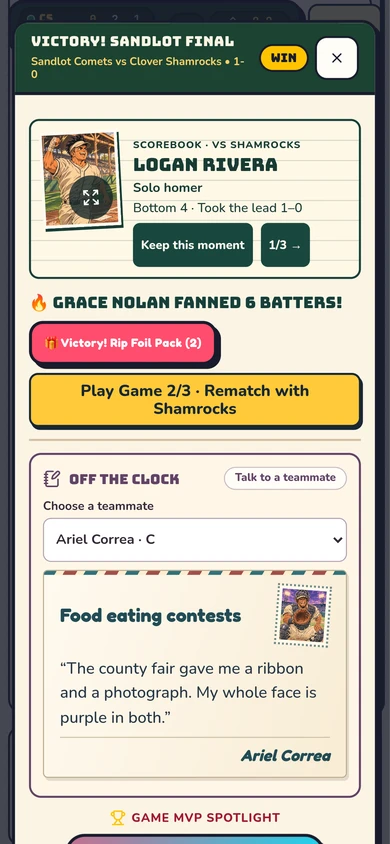 VICTORY! SANDLOT FINAL
Sandlot Comets vs Clover Shamrocks • 1-
0
WIN
×
SCOREBOOK · VS SHAMROCKS
LOGAN RIVERA
Solo homer
Bottom 4 · Took the lead 1–0
Keep this moment
1/3 →
🔥 GRACE NOLAN FANNED 6 BATTERS!
🎁 Victory! Rip Foil Pack (2)
Play Game 2/3 · Rematch with
Shamrocks
OFF THE CLOCK
Talk to a teammate
Choose a teammate
Ariel Correa · C
Food eating contests
“The county fair gave me a ribbon
and a photograph. My whole face is
purple in both.”
Ariel Correa
🏆 GAME MVP SPOTLIGHT